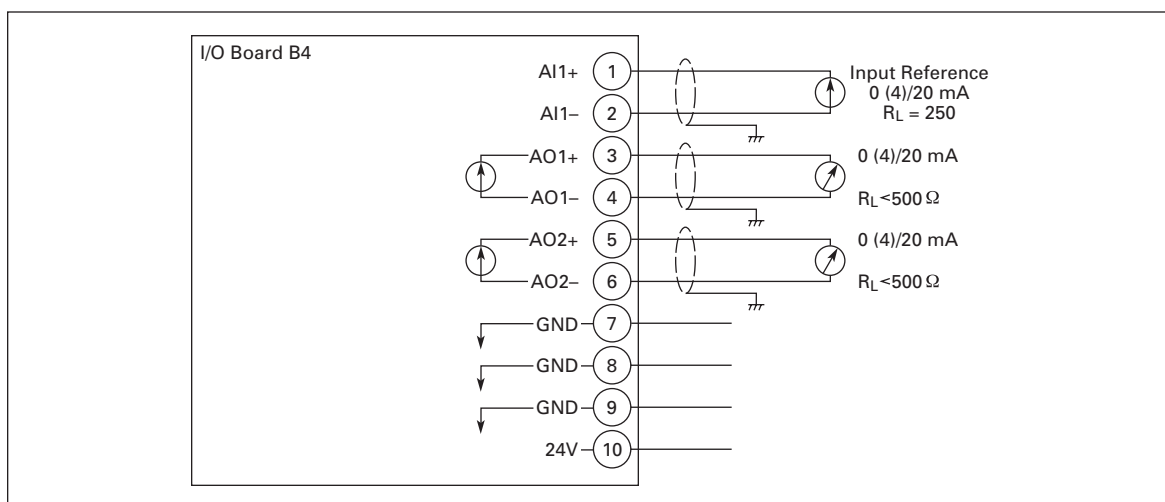 I/O Board B4
AI1+ 1
Input Reference
0 (4)/20 mA
AI1– 2
RL = 250
AO1+ 3
0 (4)/20 mA
AO1– 4
RL<500 Ω
AO2+ 5
0 (4)/20 mA
AO2– 6
RL<500 Ω
GND 7
GND 8
GND 9
24V 10